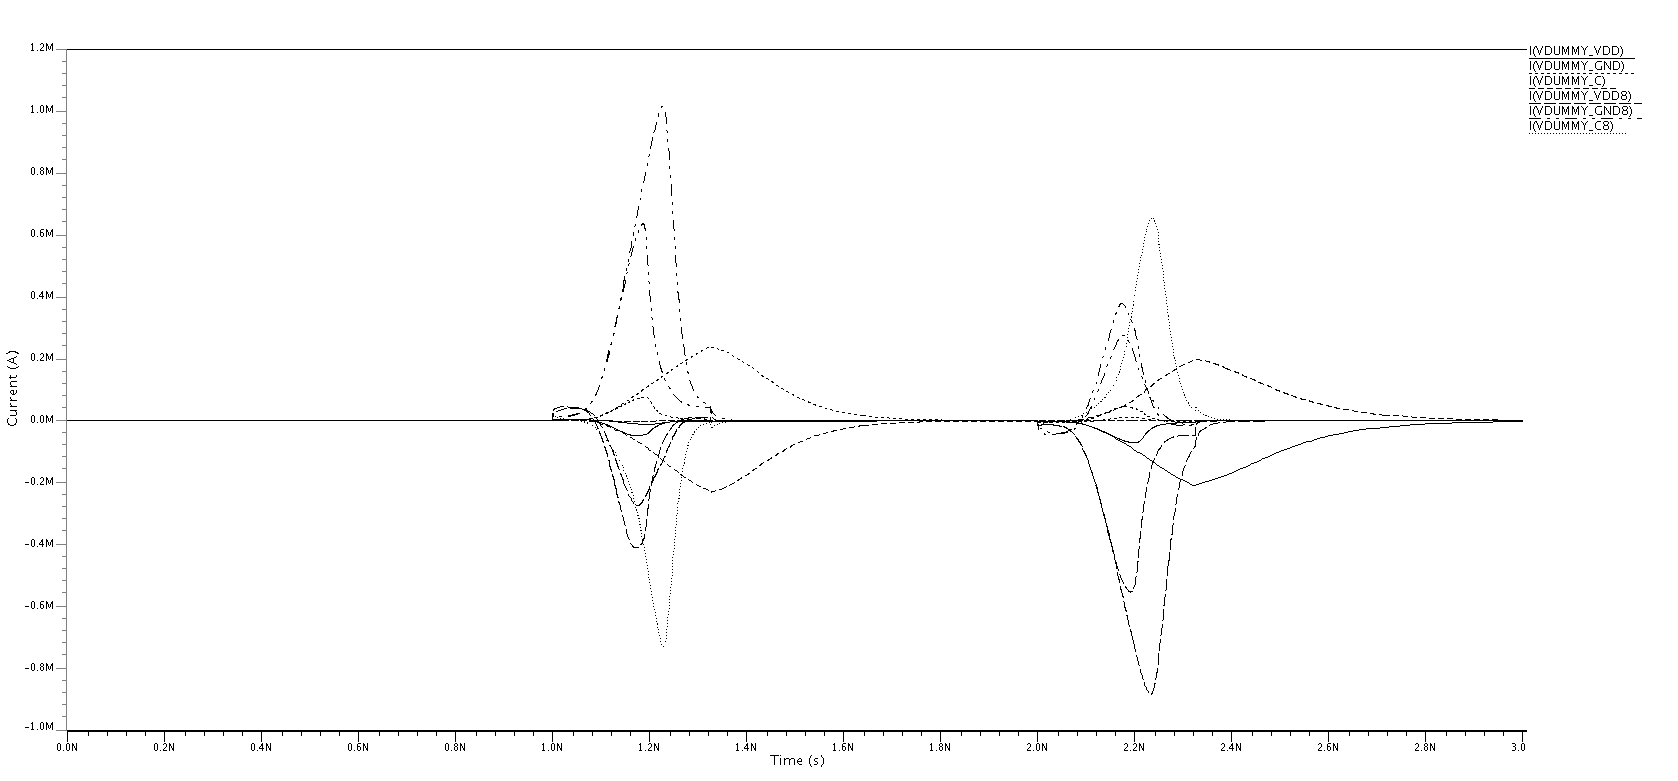 1.2M
1.0M
0.8M
0.6M
0.4M
0.2M
0.0M
-0.2M
-0.4M
-0.6M
-0.8M
-1.0M
Current (A)
0.0N 0.2N 0.4N 0.6N 0.8N 1.0N 1.2N 1.4N 1.6N 1.8N 2.0N 2.2N 2.4N 2.6N 2.8N 3.0
Time (s)
I(VDUMMY_VDD)
I(VDUMMY_GND)
I(VDUMMY_C)
I(VDUMMY_VDD8)
I(VDUMMY_GND8)
I(VDUMMY_C8)